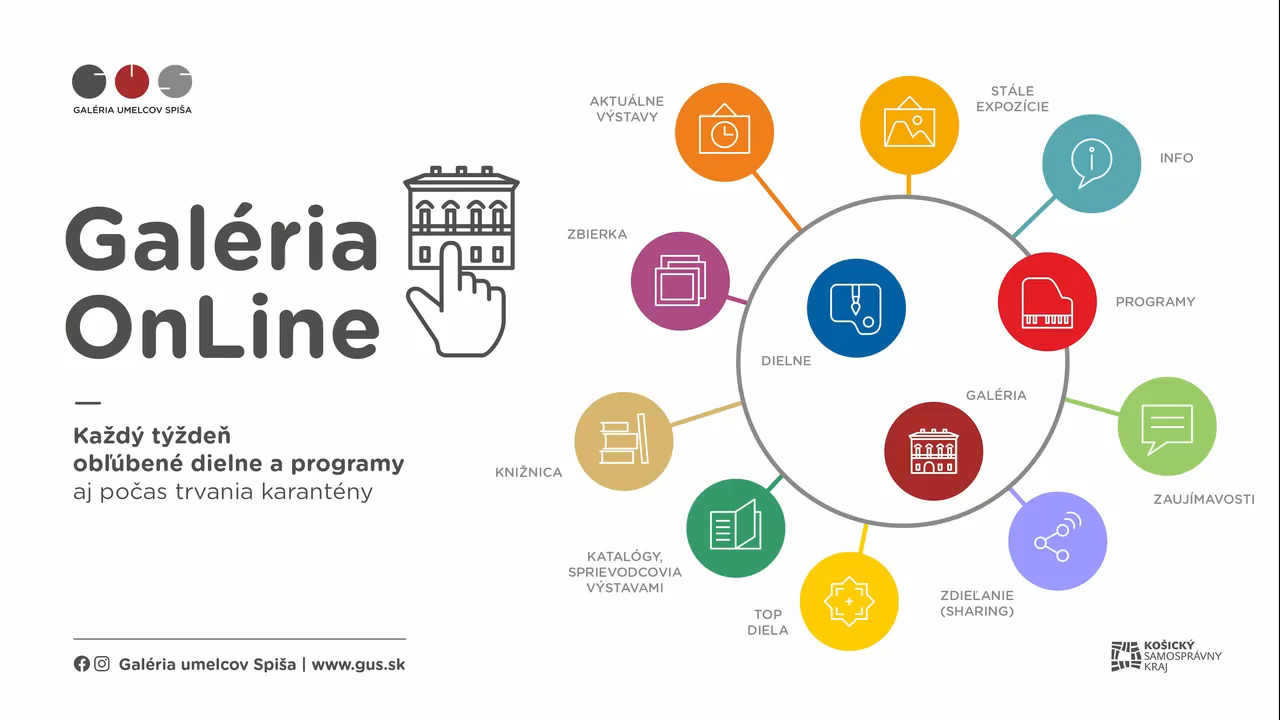 GALÉRIA UMELCOV SPIŠA
Galéria
OnLine
Každý týždeň
obľúbené dielne a programy
aj počas trvania karantény
Galéria umelcov Spiša | www.gus.sk
AKTUÁLNE
VÝSTAVY
STÁLE
EXPOZÍCIE
INFO
ZBIERKA
PROGRAMY
DIELNE
GALÉRIA
KNIŽNICA
ZAUJÍMAVOSTI
KATALÓGY,
SPRIEVODCOVIA
VÝSTAVAMI
TOP
DIELA
ZDIEĽANIE
(SHARING)
KOŠICKÝ
SAMOSPRÁVNY
KRAJ